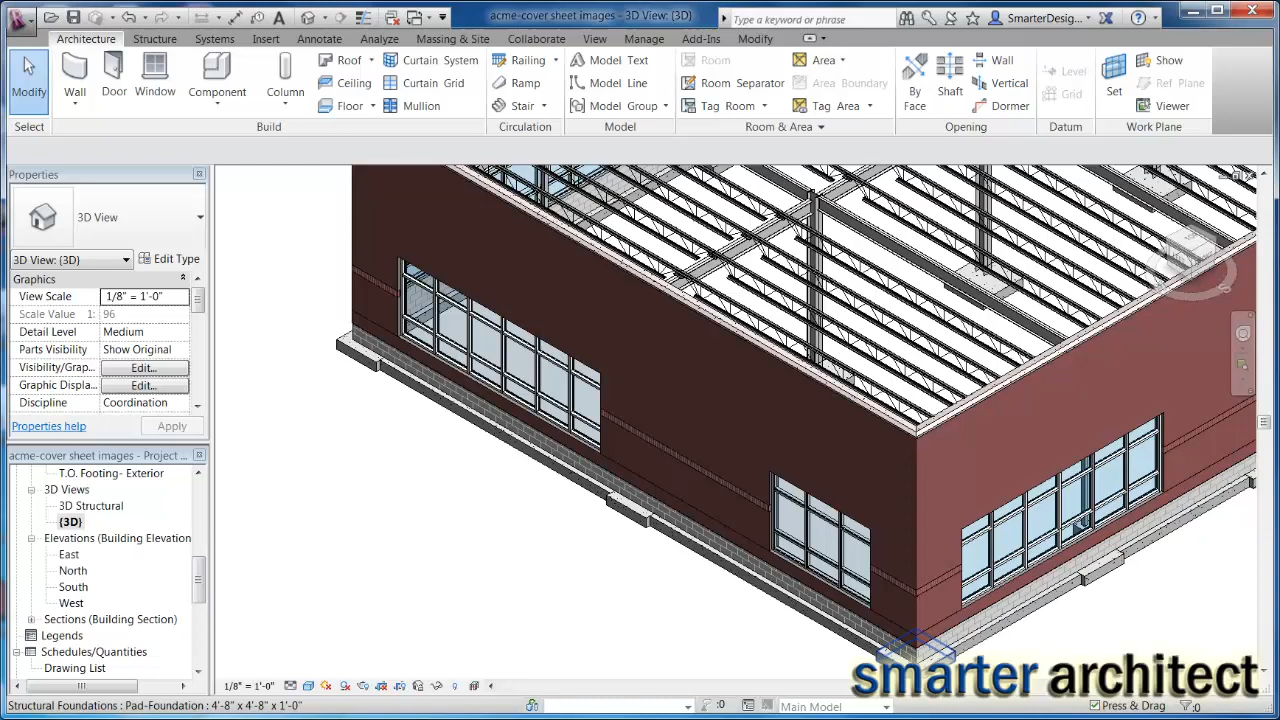 acme-cover sheet images - 3D View: {3D}
Type a keyword or phrase
SmarterDesig...
Architecture Structure Systems Insert Annotate Analyze Massing & Site Collaborate View Manage Add-Ins Modify
Modify
Select
Wall
Door
Window
Component
Column
Roof
Ceiling
Floor
Curtain System
Curtain Grid
Mullion
Build
Railing
Ramp
Stair
Circulation
Model Text
Model Line
Model Group
Model
Room
Room Separator
Tag Room
Area
Area Boundary
Tag Area
Room & Area
By
Face
Shaft
Wall
Vertical
Dormer
Opening
Level
Grid
Datum
Set
Show
Ref Plane
Viewer
Work Plane
Properties
3D View
3D View: {3D}
Edit Type
Graphics
View Scale 1/8" = 1'-0"
Scale Value 1: 96
Detail Level Medium
Parts Visibility Show Original
Visibility/Grap... Edit...
Graphic Displa... Edit...
Discipline Coordination
Properties help
Apply
acme-cover sheet images - Project ...
T.O. Footing- Exterior
3D Views
3D Structural
{3D}
Elevations (Building Elevation
East
North
South
West
Sections (Building Section)
Legends
Schedules/Quantities
Drawing List
1/8" = 1'-0"
smarter architect
Structural Foundations : Pad-Foundation : 4'-8" x 4'-8" x 1'-0"
:0
Main Model
Press & Drag
:0